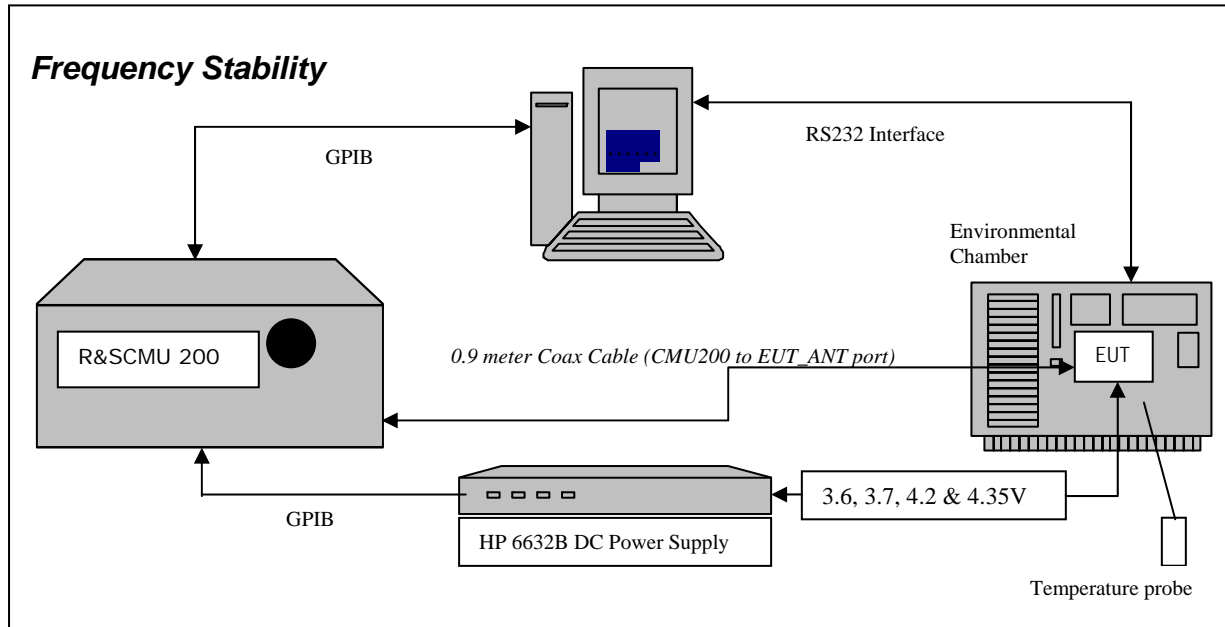 Frequency Stability
GPIB
RS232 Interface
Environmental
Chamber
R&SCMU 200
0.9 meter Coax Cable (CMU200 to EUT_ANT port)
EUT
3.6, 3.7, 4.2 & 4.35V
GPIB
HP 6632B DC Power Supply
Temperature probe